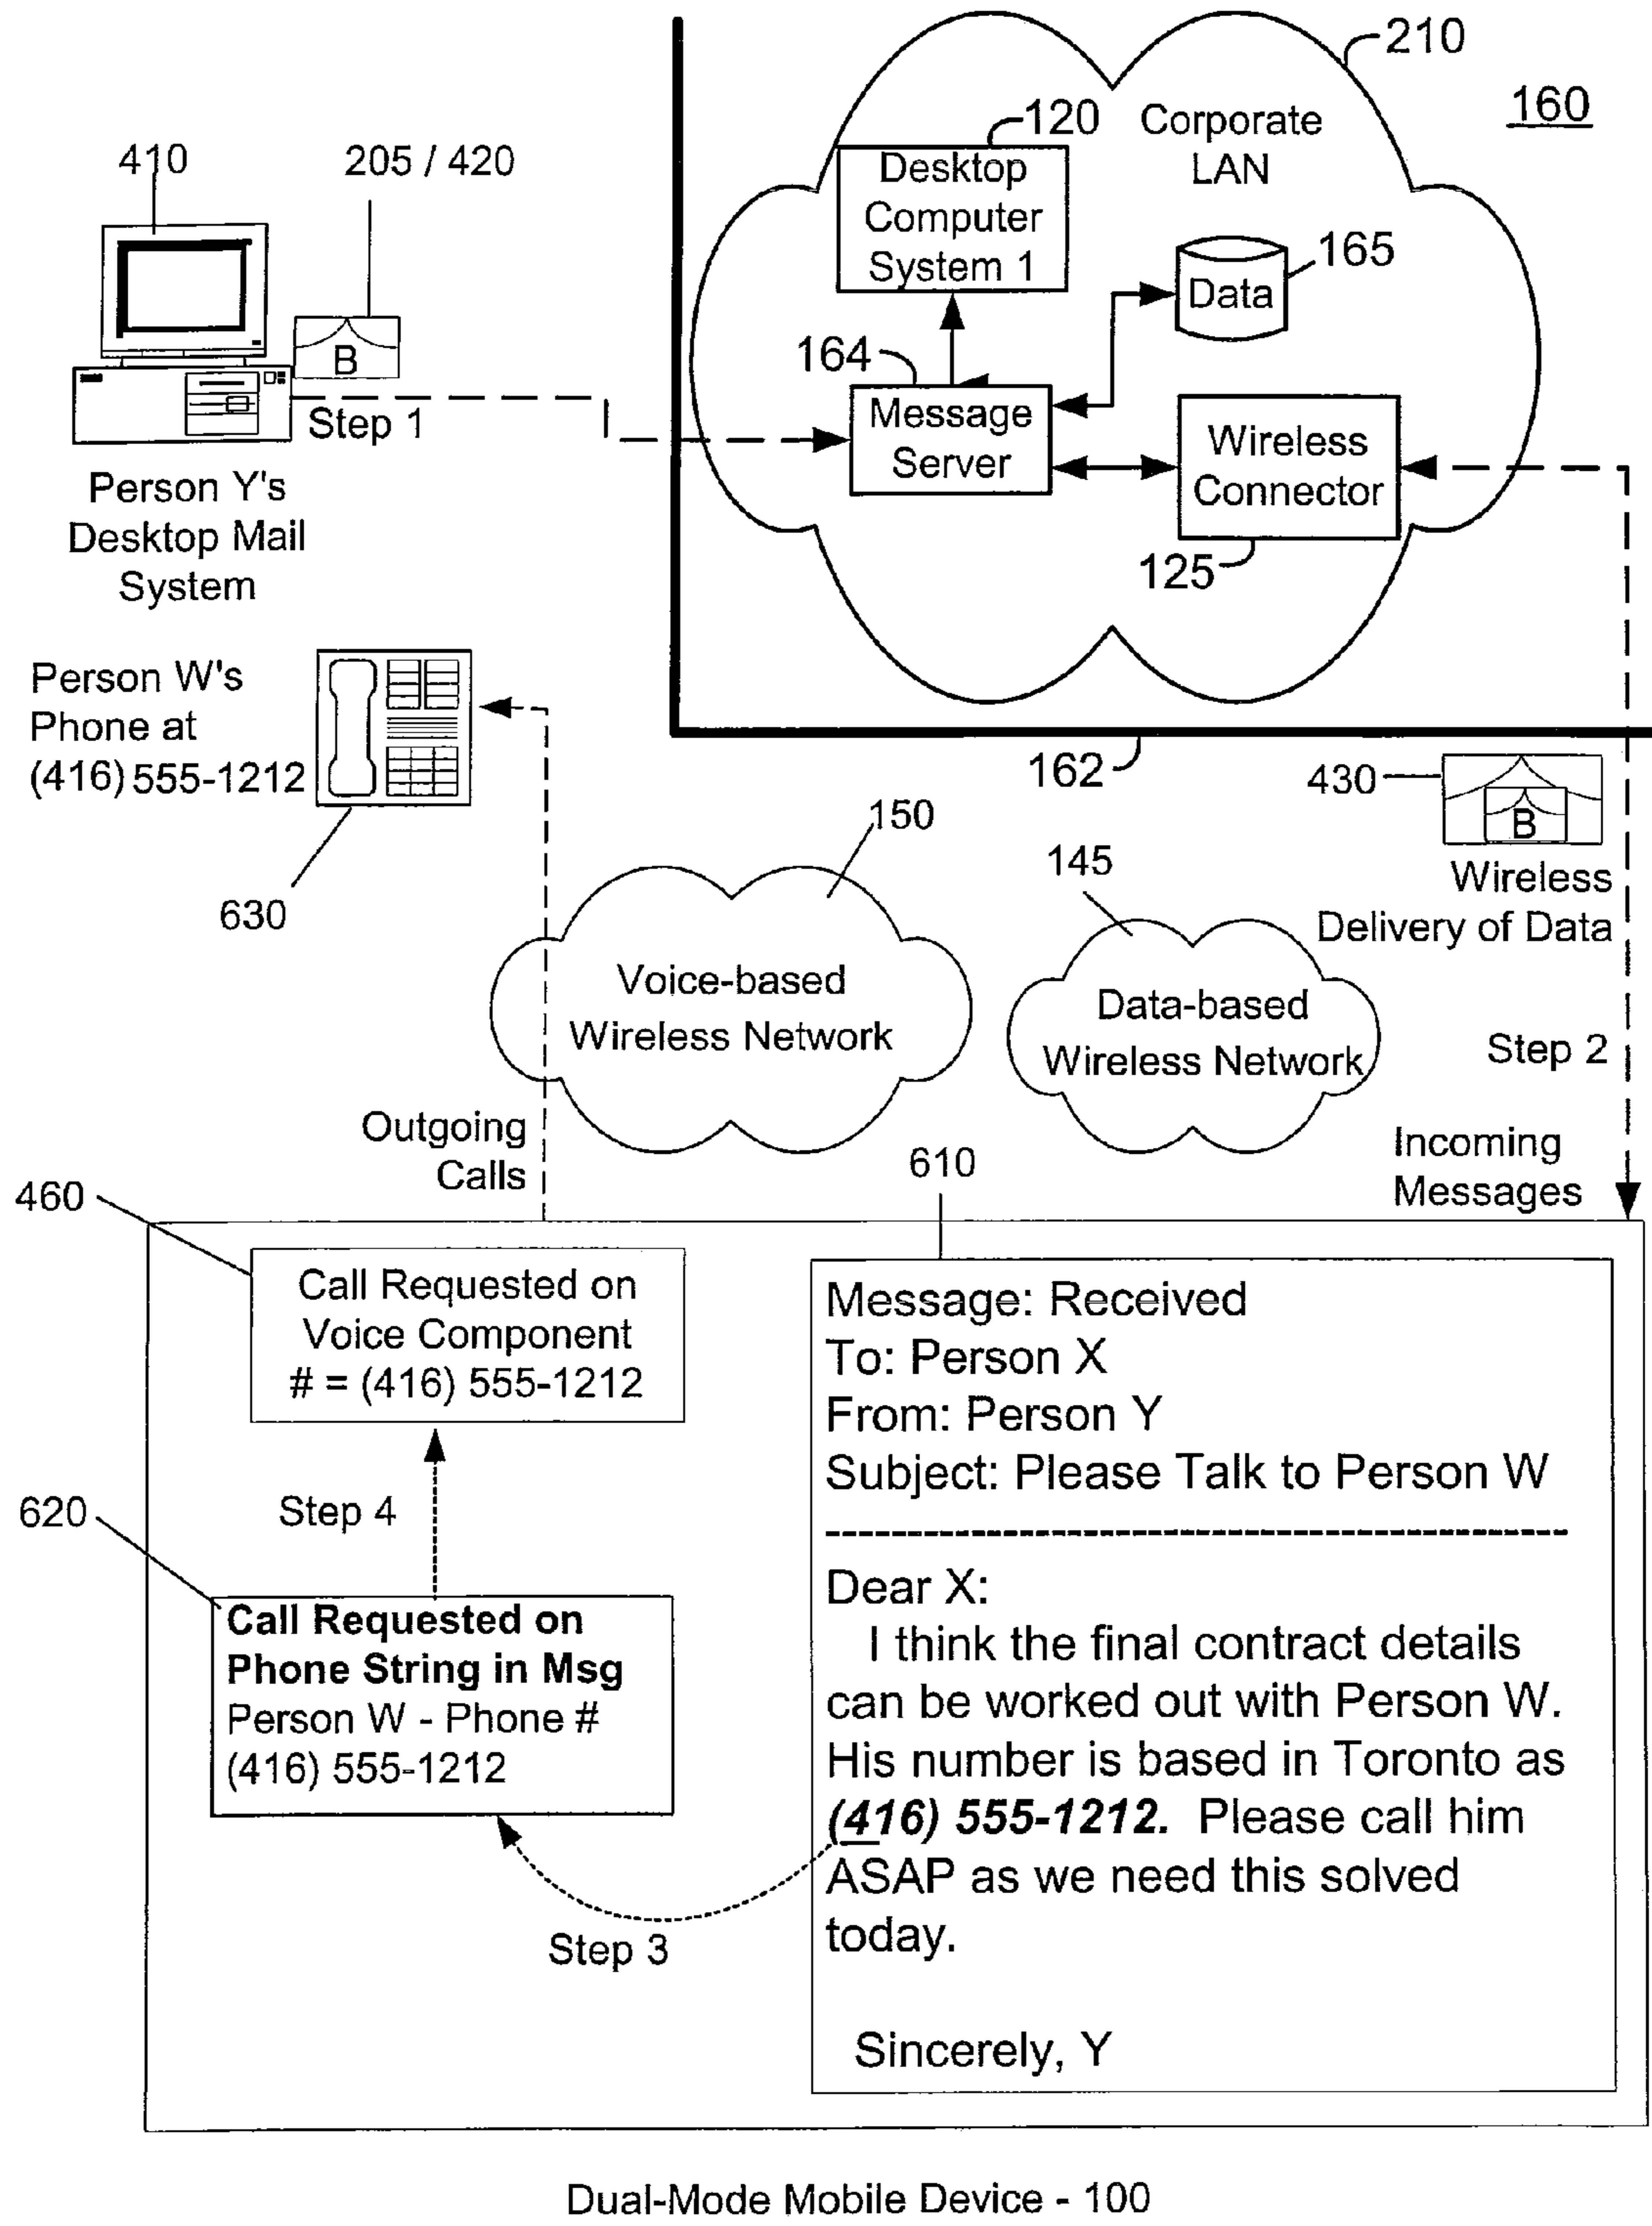 210
160
120
Corporate
LAN
410
205 / 420
Desktop
Computer
System 1
165
Data
B
164
Step 1
Message
Server
Wireless
Connector
125
Person Y's
Desktop Mail
System
Person W's
Phone at
(416) 555-1212
630
162
430
B
Wireless
Delivery of Data
150
145
Voice-based
Wireless Network
Data-based
Wireless Network
Step 2
Outgoing
Calls
Incoming
Messages
610
460
Call Requested on
Voice Component
# = (416) 555-1212
Step 4
620
Call Requested on
Phone String in Msg
Person W - Phone #
(416) 555-1212
Step 3
Message: Received
To: Person X
From: Person Y
Subject: Please Talk to Person W
Dear X:
I think the final contract details
can be worked out with Person W.
His number is based in Toronto as
(416) 555-1212. Please call him
ASAP as we need this solved
today.
Sincerely, Y
Dual-Mode Mobile Device - 100